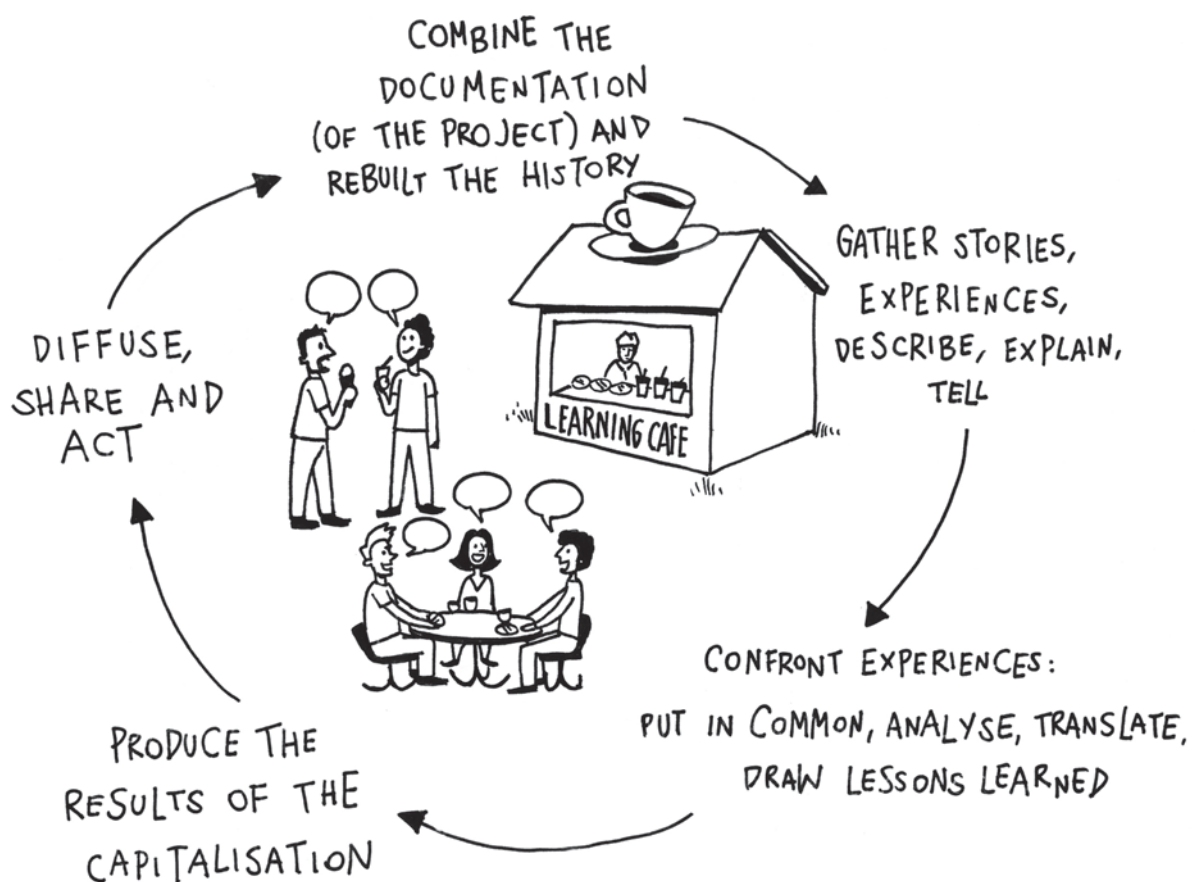 COMBINE THE
DOCUMENTATION
(OF THE PROJECT) AND
REBUILT THE HISTORY
GATHER STORIES,
EXPERIENCES,
DESCRIBE, EXPLAIN,
TELL
CONFRONT EXPERIENCES:
PUT IN COMMON, ANALYSE, TRANSLATE,
DRAW LESSONS LEARNED
PRODUCE THE
RESULTS OF THE
CAPITALISATION
DIFFUSE,
SHARE AND
ACT
LEARNING CAFE